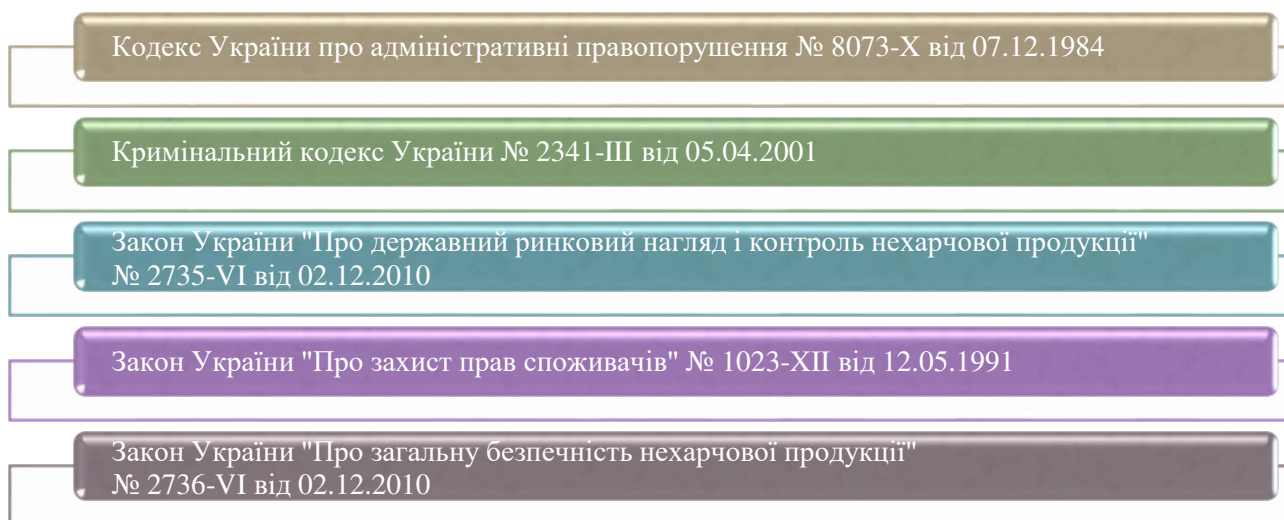 Кодекс України про адміністративні правопорушення № 8073-X від 07.12.1984
Кримінальний кодекс України № 2341-III від 05.04.2001
Закон України "Про державний ринковий нагляд і контроль нехарчової продукції"
№ 2735-VI від 02.12.2010
Закон України "Про захист прав споживачів" № 1023-XII від 12.05.1991
Закон України "Про загальну безпечність нехарчової продукції"
№ 2736-VI від 02.12.2010